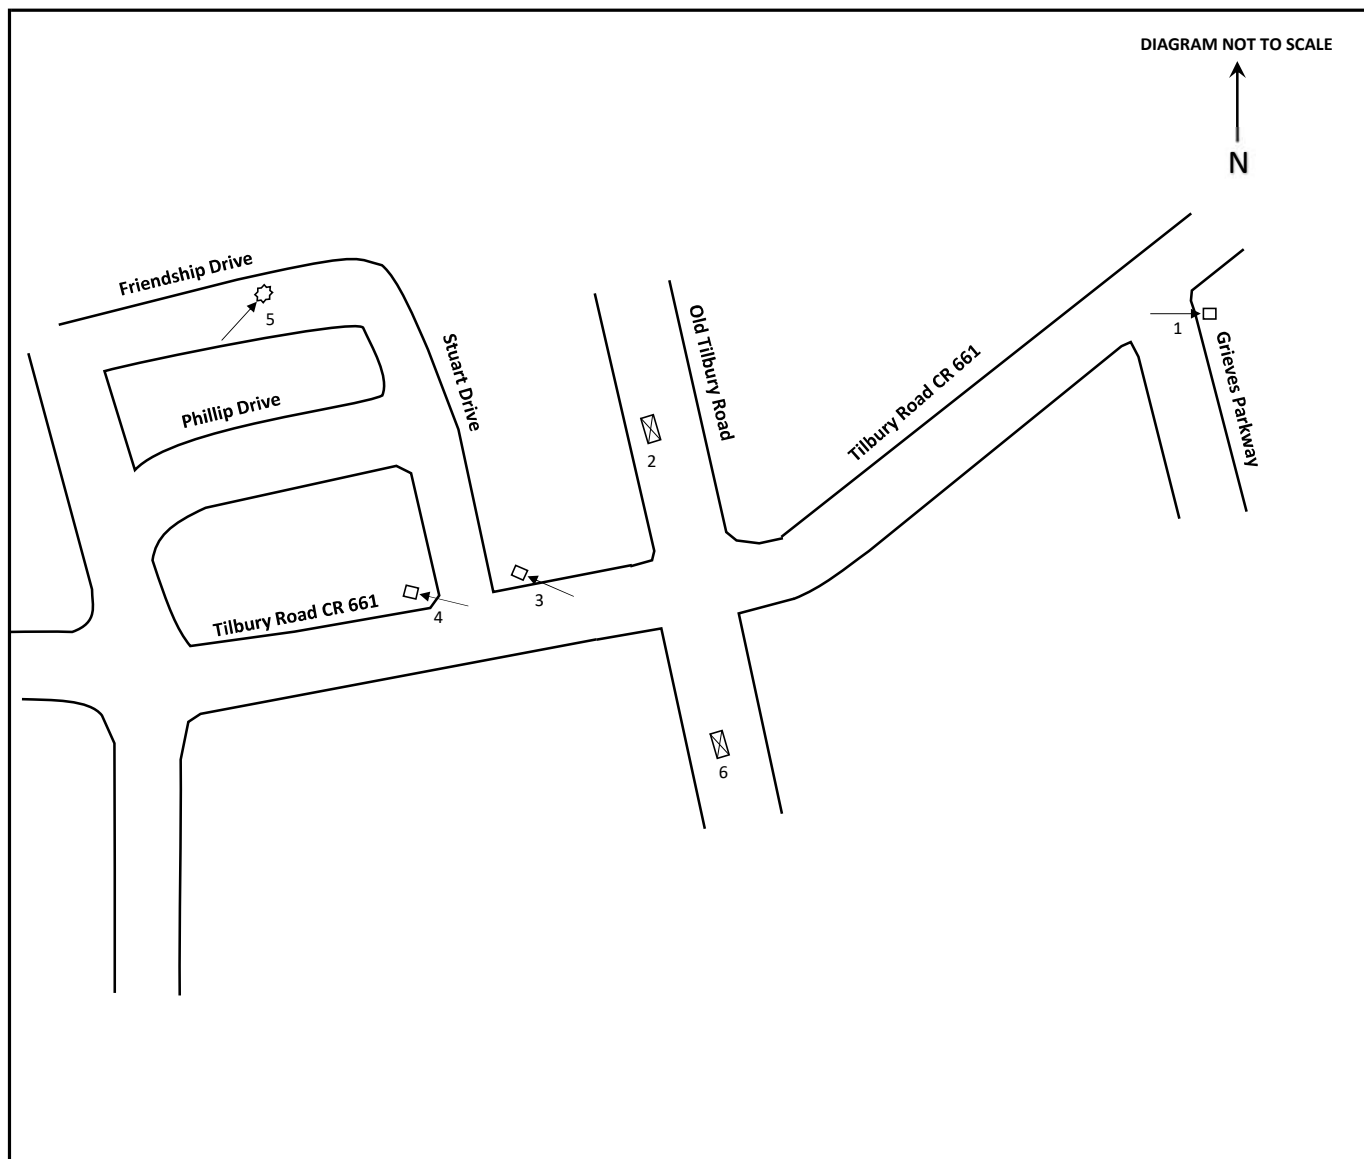 DIAGRAM NOT TO SCALE
N
Friendship Drive
5
Stuart Drive
Old Tilbury Road
1
Grieves Parkway
Phillip Drive
Tilbury Road CR 661
2
Tilbury Road CR 661
3
4
6